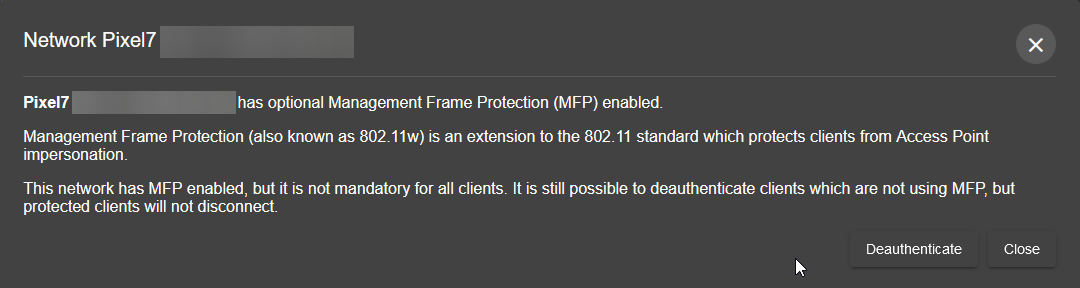 Network Pixel7
Pixel7 has optional Management Frame Protection (MFP) enabled.
Management Frame Protection (also known as 802.11w) is an extension to the 802.11 standard which protects clients from Access Point
impersonation.
This network has MFP enabled, but it is not mandatory for all clients. It is still possible to deauthenticate clients which are not using MFP, but
protected clients will not disconnect.
Deauthenticate Close